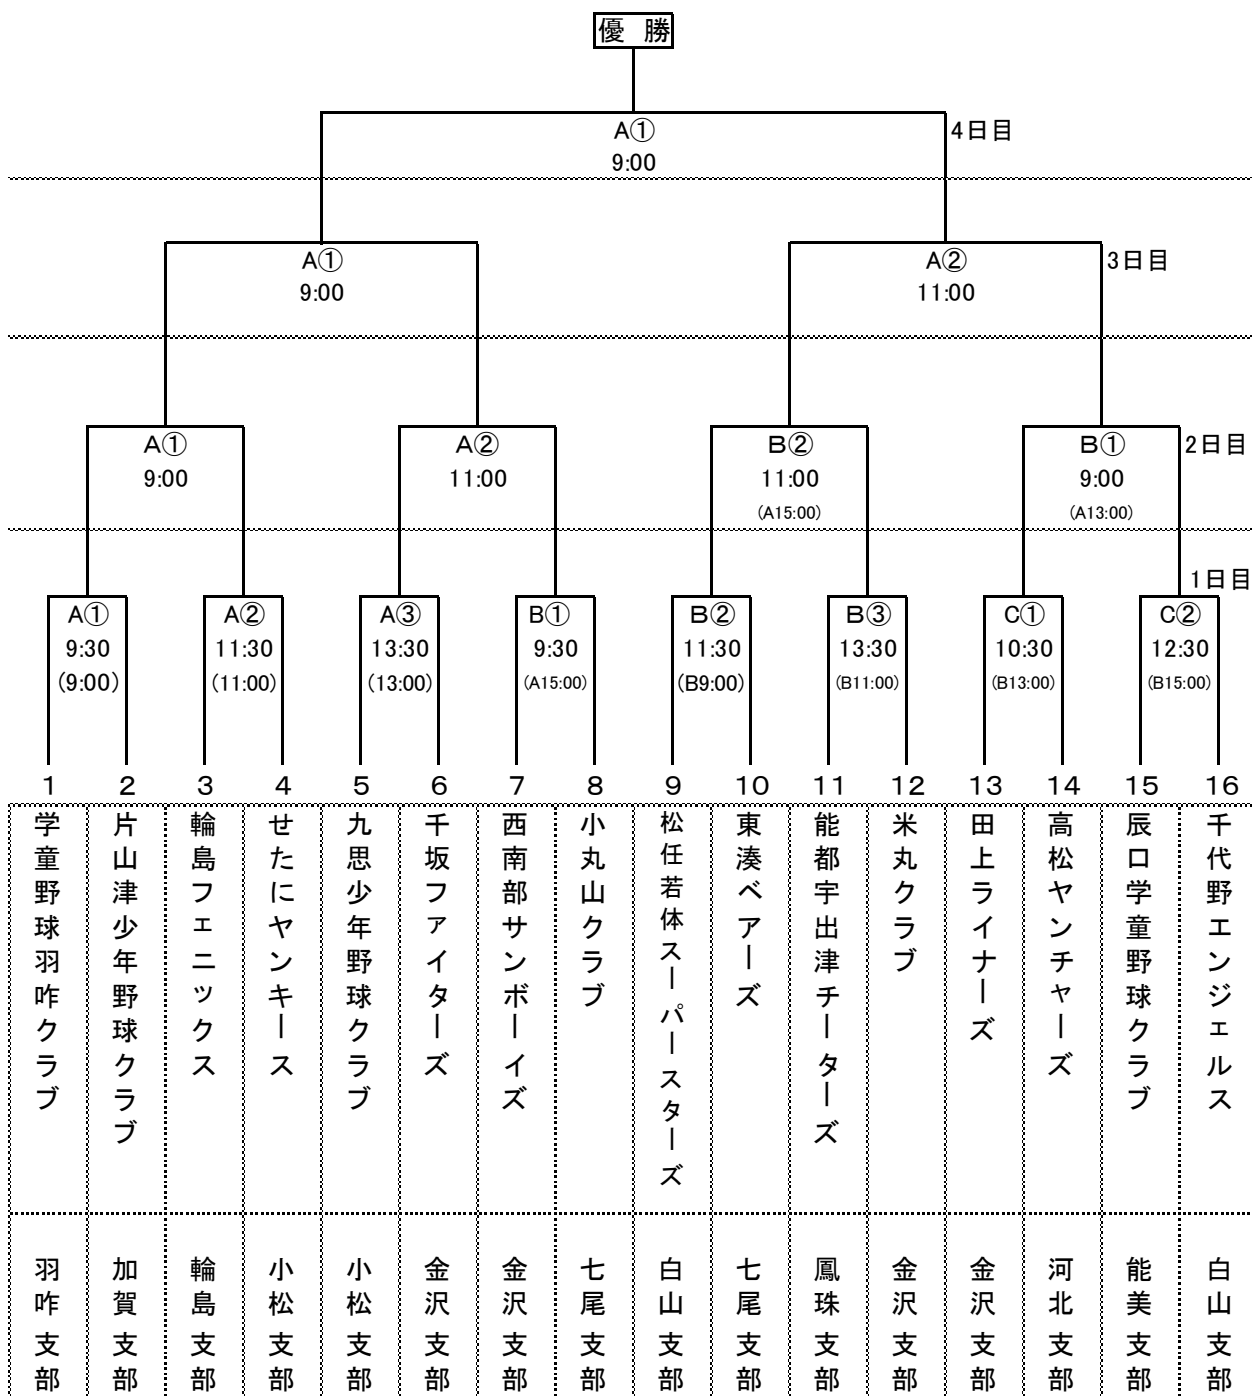 優 勝
A① 4日目
9:00
A① A② 3日目
9:00 11:00
A① A② B② B① 2日目
9:00 11:00 11:00 9:00
(A15:00) (A13:00)
1日目
A① A② A③ B① B② B③ C① C②
9:30 11:30 13:30 9:30 11:30 13:30 10:30 12:30
(9:00) (11:00) (13:00) (A15:00) (B9:00) (B11:00) (B13:00) (B15:00)
1 2 3 4 5 6 7 8 9 10 11 12 13 14 15 16
学童野球羽咋クラブ
片山津少年野球クラブ
輪島フェニックス
せたにヤンキース
九思少年野球クラブ
千坂ファイターズ
西南部サンボーイズ
小丸山クラブ
松任若体スーパースターズ
東湊ベアーズ
能都宇出津チーターズ
米丸クラブ
田上ライナーズ
高松ヤンチャーズ
辰口学童野球クラブ
千代野エンジェルス
羽咋支部
加賀支部
輪島支部
小松支部
小松支部
金沢支部
金沢支部
七尾支部
白山支部
七尾支部
鳳珠支部
金沢支部
金沢支部
河北支部
能美支部
白山支部